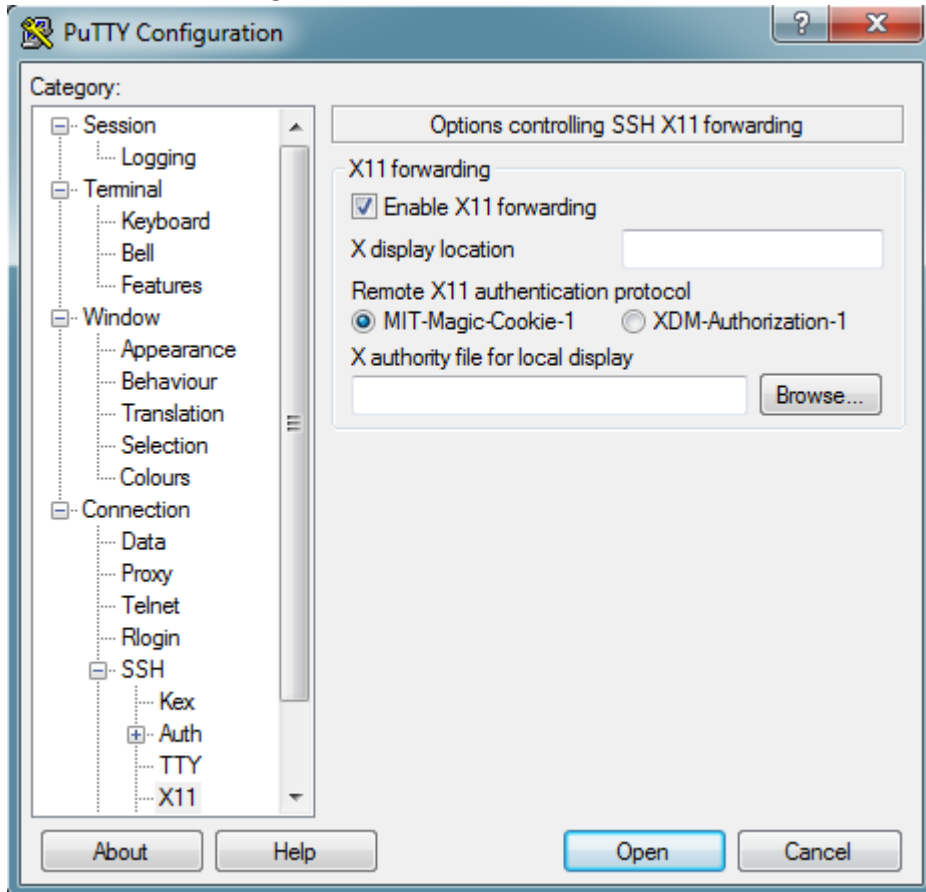 PuTTY Configuration
Category:
Session
Logging
Terminal
Keyboard
Bell
Features
Window
Appearance
Behaviour
Translation
Selection
Colours
Connection
Data
Proxy
Telnet
Rlogin
SSH
Kex
Auth
TTY
X11
Options controlling SSH X11 forwarding
X11 forwarding
Enable X11 forwarding
X display location
Remote X11 authentication protocol
MIT-Magic-Cookie-1 XDM-Authorization-1
X authority file for local display
Browse...
About Help Open Cancel